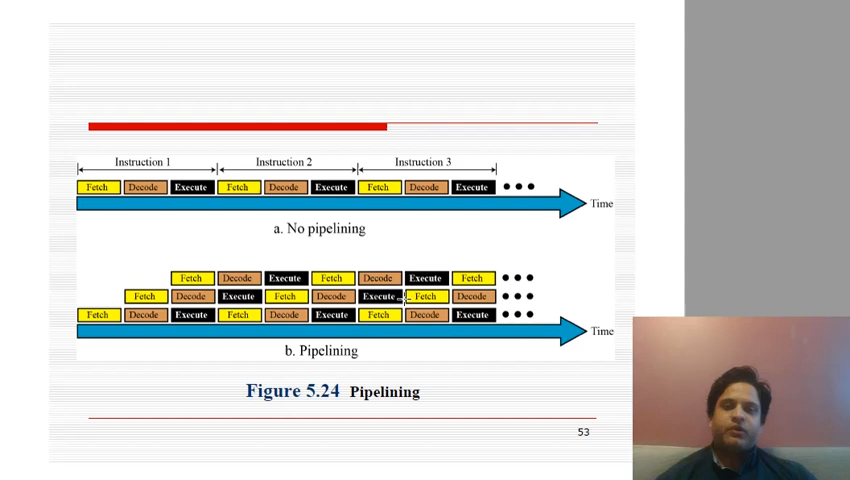 Instruction 1 Instruction 2 Instruction 3
Fetch Decode Execute Fetch Decode Execute Fetch Decode Execute
Time
a. No pipelining
Fetch Decode Execute Fetch Decode Execute Fetch
Fetch Decode Execute Fetch Decode Execute Fetch Decode
Fetch Decode Execute Fetch Decode Execute Fetch Decode Execute
Time
b. Pipelining
Figure 5.24 Pipelining
53